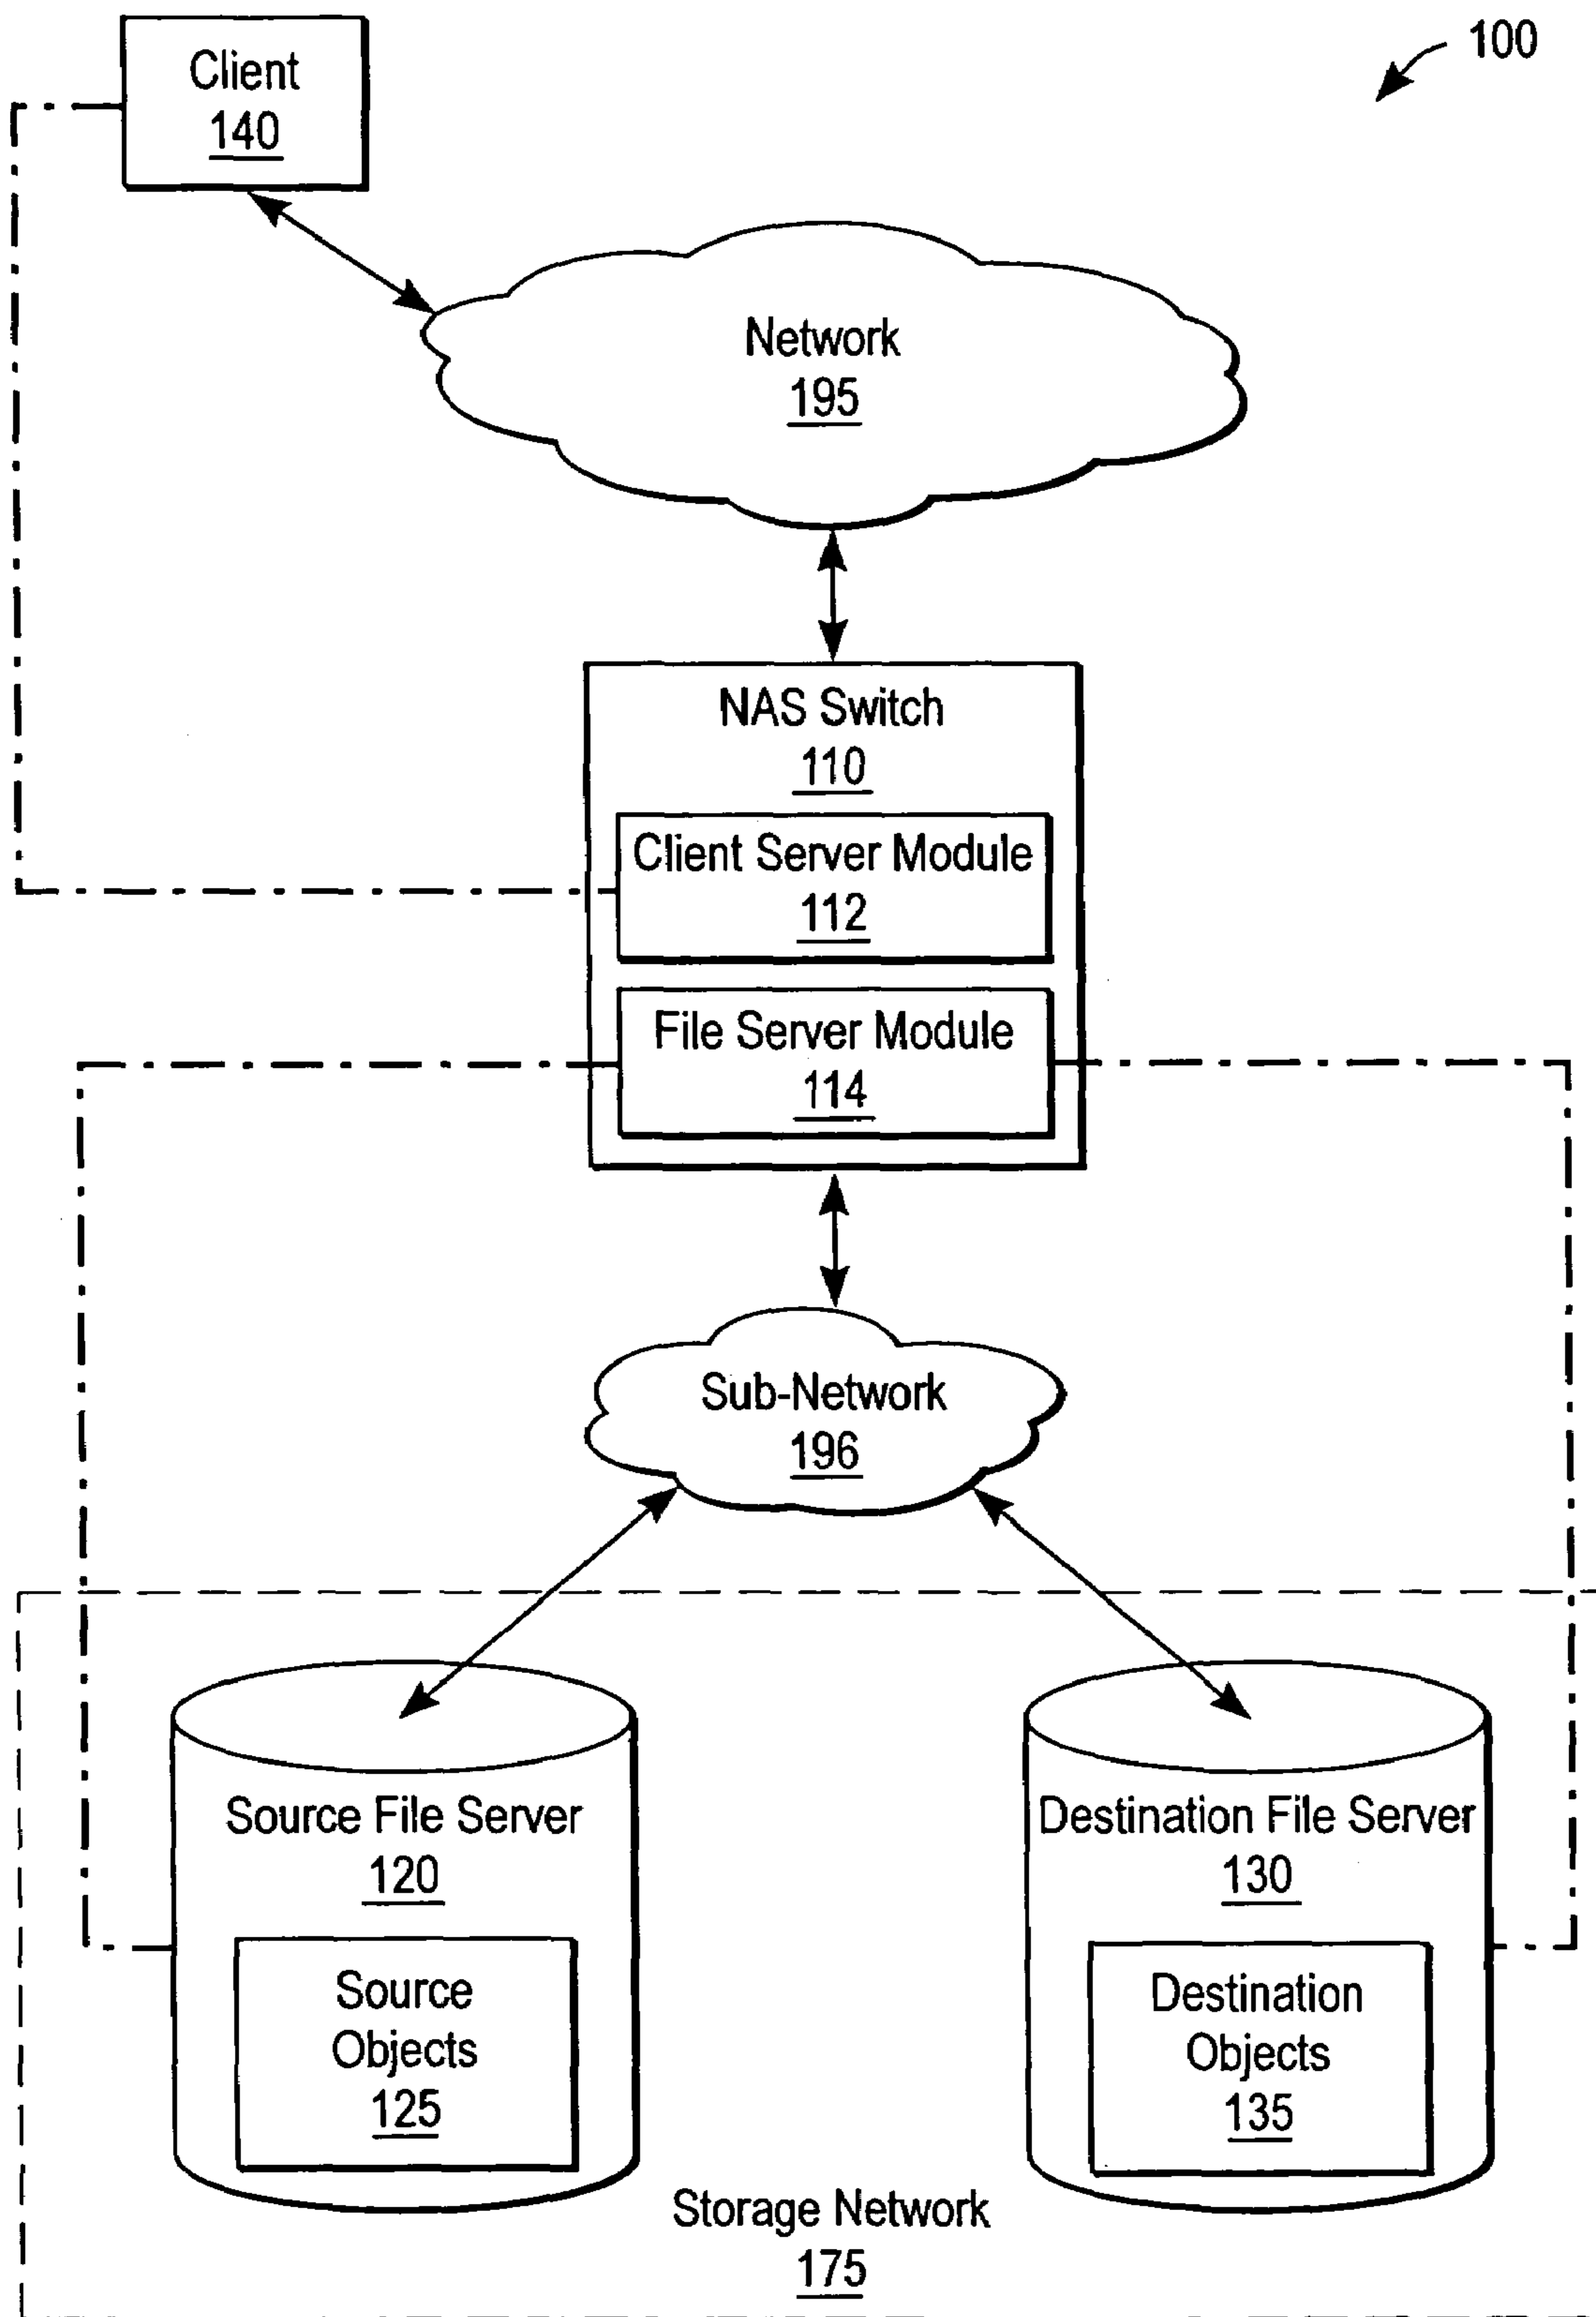 100
Client
140
Network
195
NAS Switch
110
Client Server Module
112
File Server Module
114
Sub-Network
196
Source File Server
120
Source
Objects
125
Destination File Server
130
Destination
Objects
135
Storage Network
175